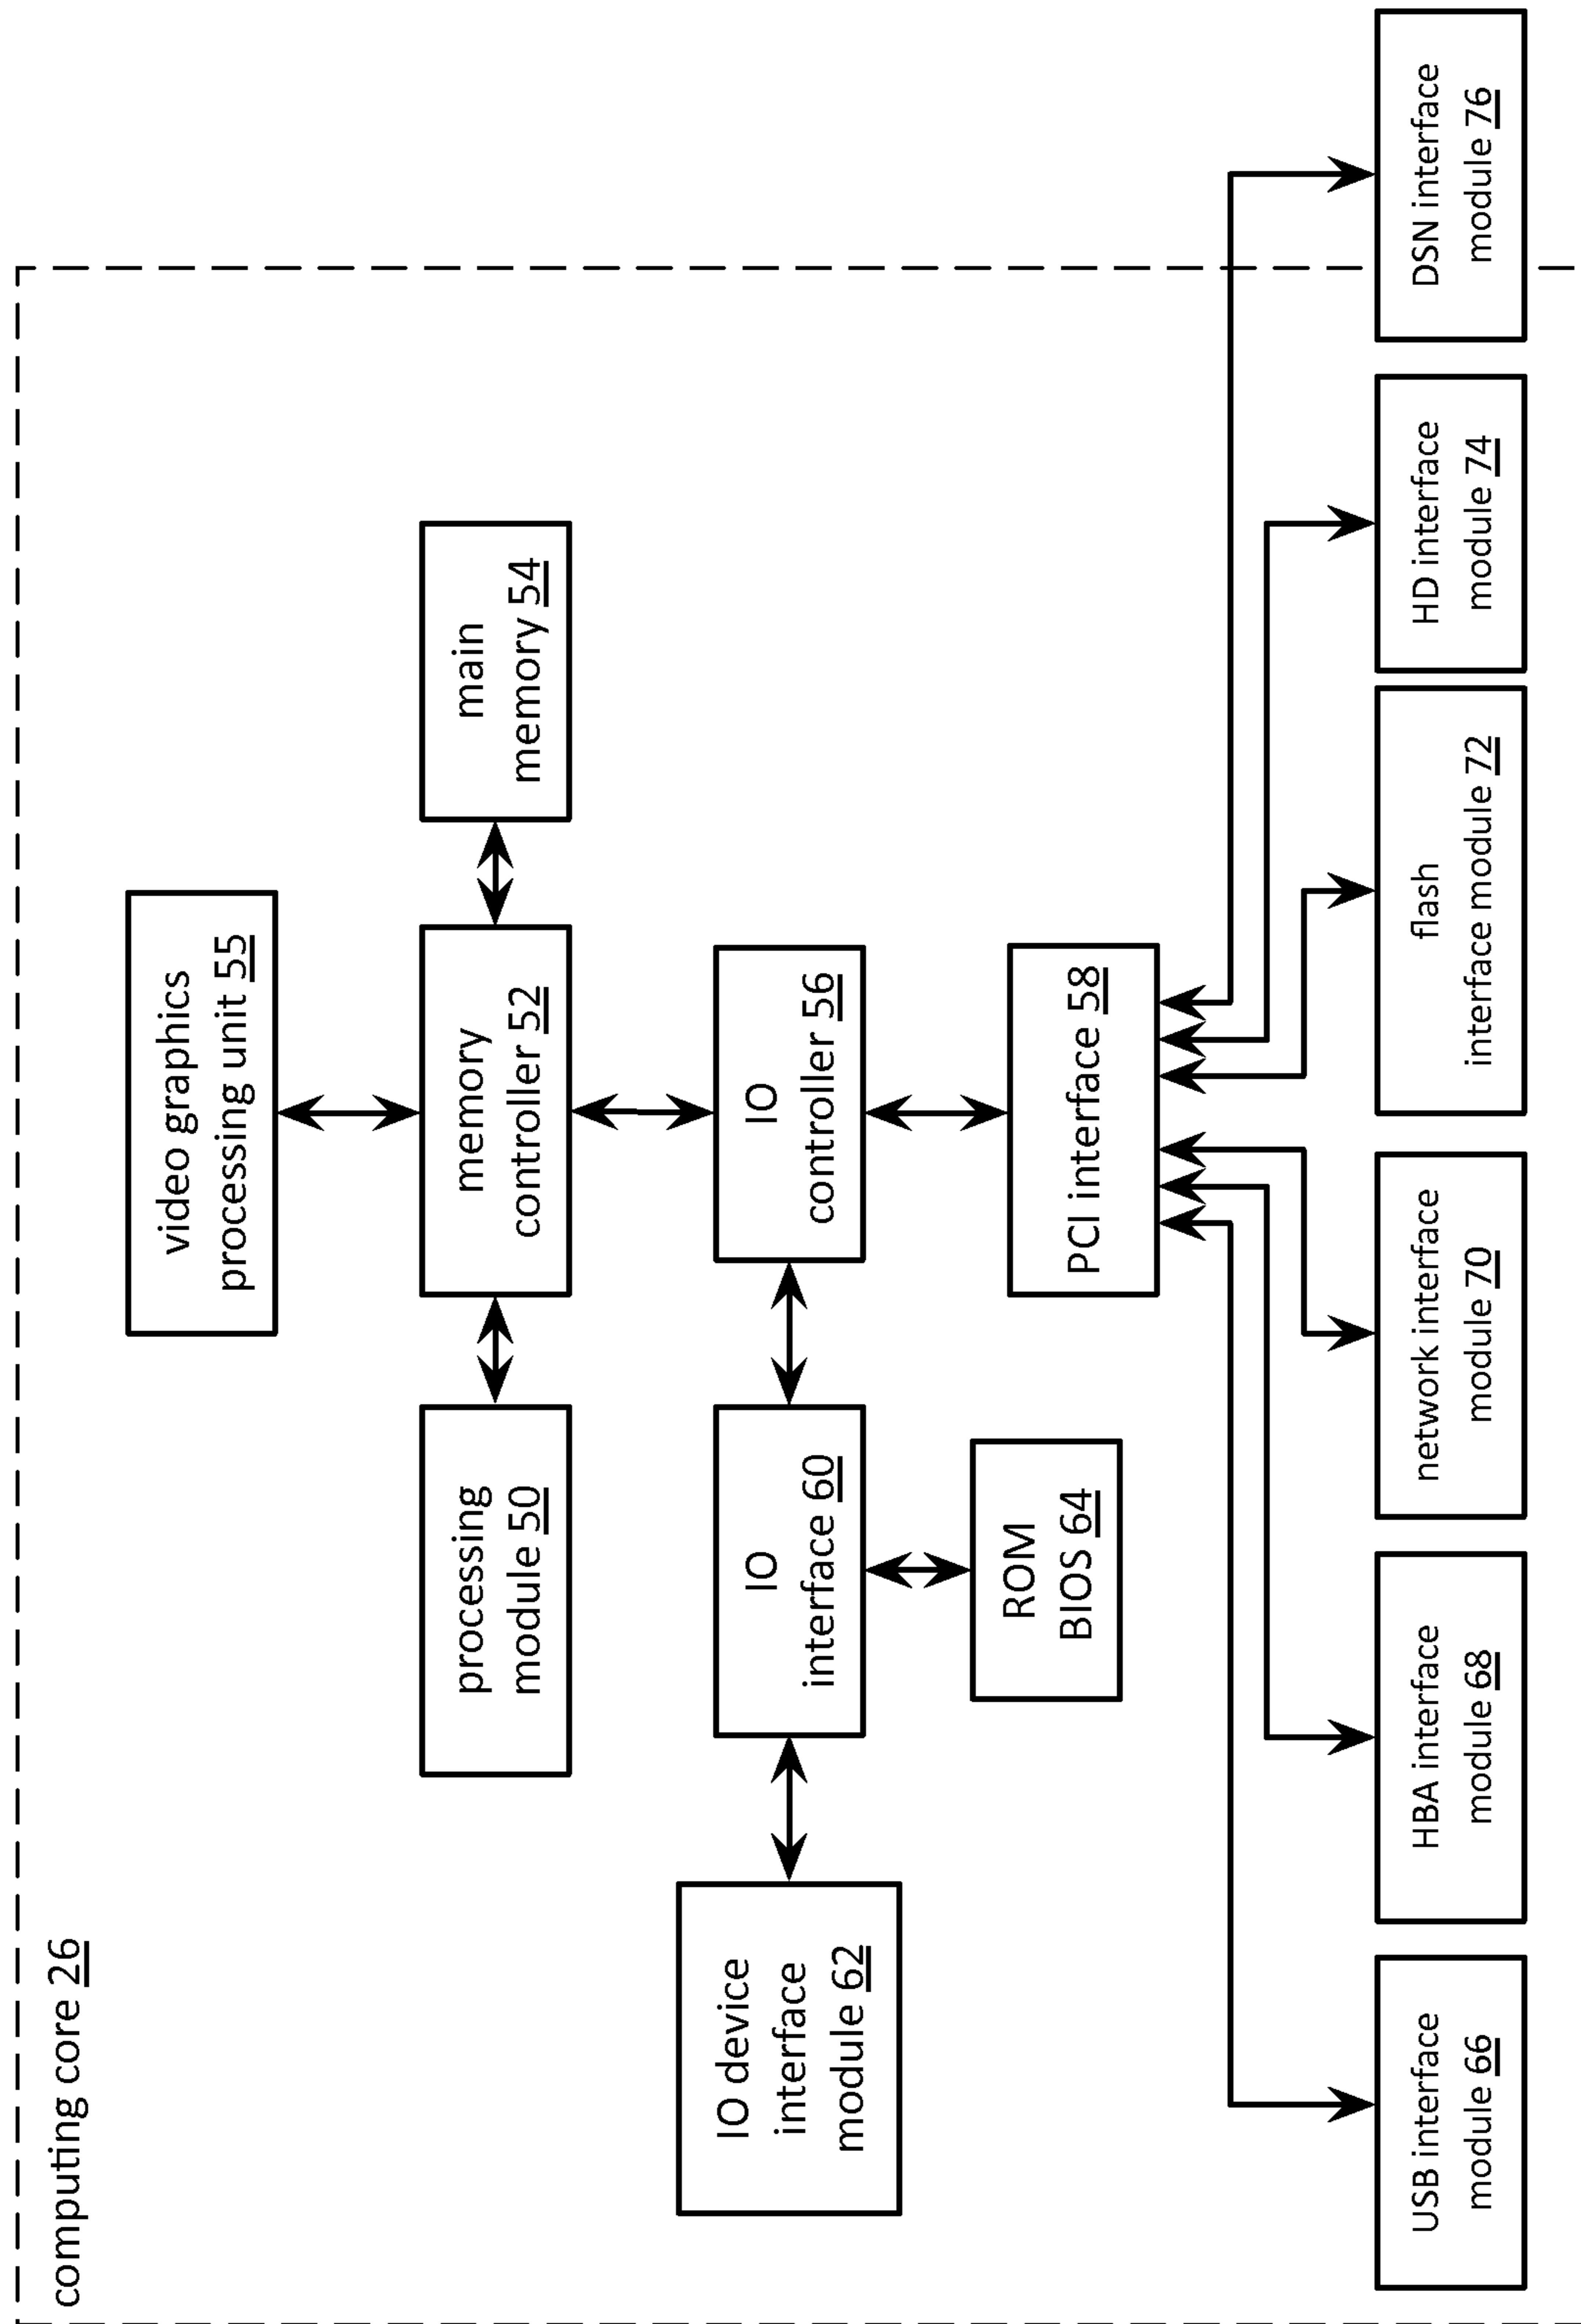 computing core 26
video graphics
processing unit 55
processing
module 50
memory
controller 52
main
memory 54
IO device
interface
module 62
IO
interface 60
IO
controller 56
ROM
BIOS 64
PCI interface 58
USB interface
module 66
HBA interface
module 68
network interface
module 70
flash
interface module 72
HD interface
module 74
DSN interface
module 76